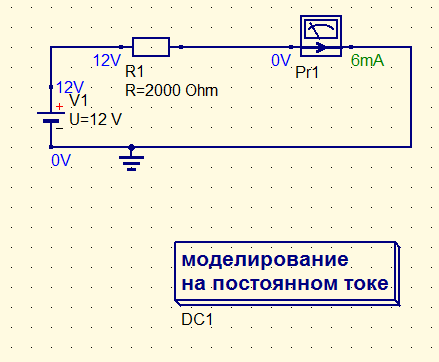 12V
0V
6mA
R1
R=2000 Ohm
Pr1
12V
+
V1
U=12 V
−
0V
моделирование
на постоянном токе
DC1